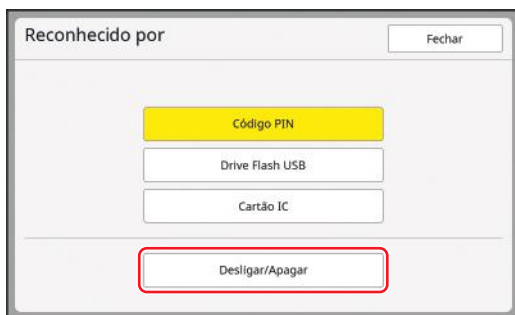 Reconhecido por
Fechar
Código PIN
Drive Flash USB
Cartão IC
Desligar/Apagar